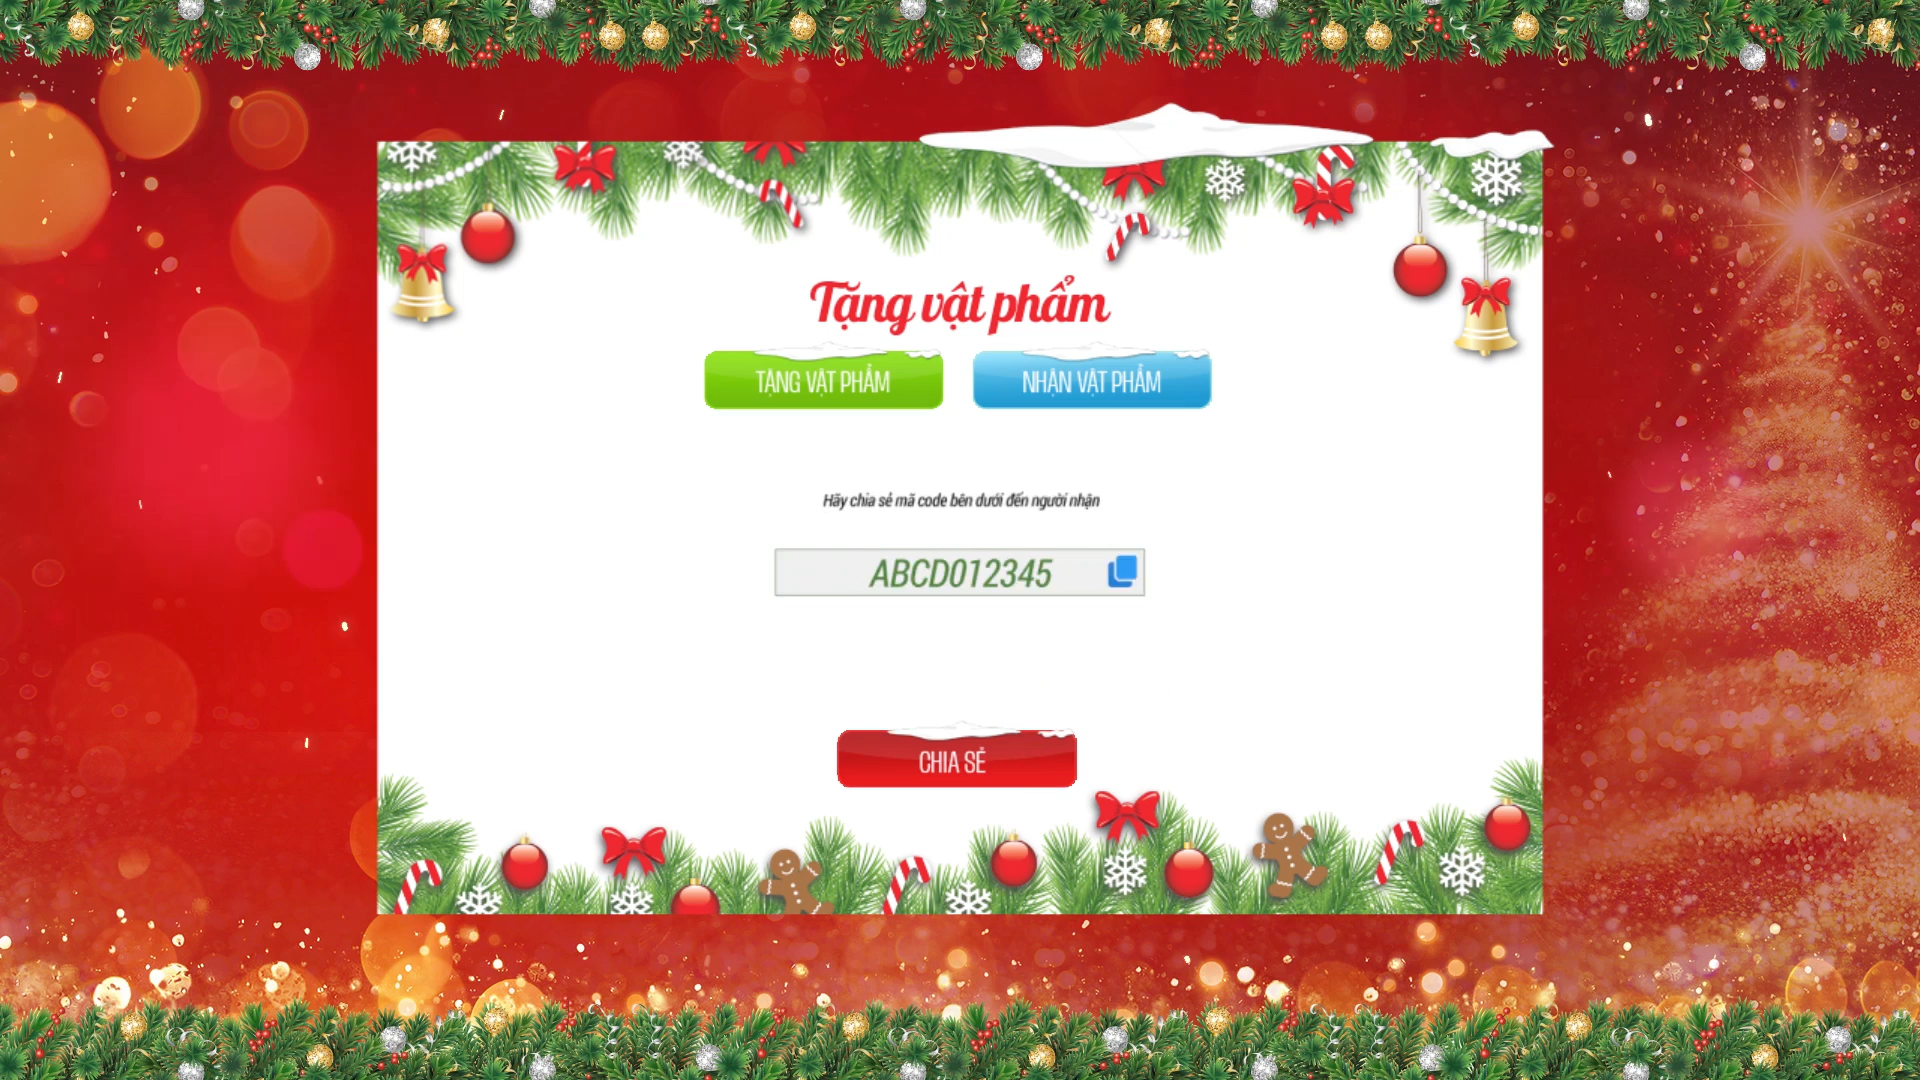 Tặng vật phẩm
TẶNG VẬT PHẨM
NHẬN VẬT PHẨM
Hãy chia sẻ mã code bên dưới đến người nhận
ABCD012345
CHIA SẺ